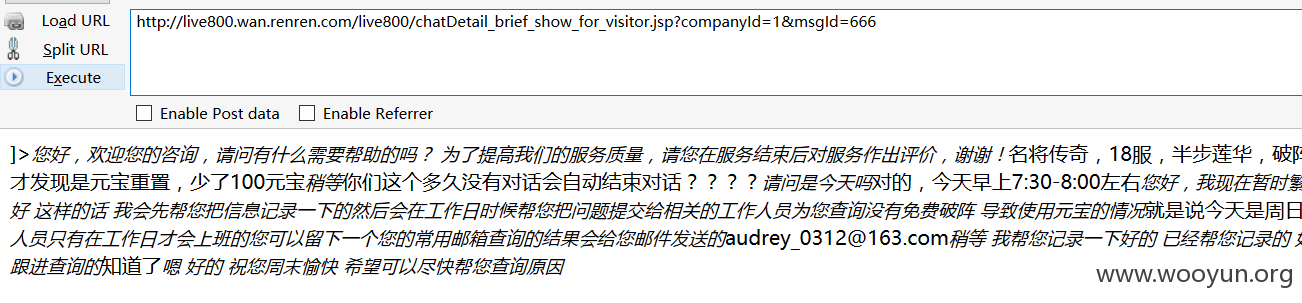 Load URL
http://live800.wan.renren.com/live800/chatDetail_brief_show_for_visitor.jsp?companyId=1&msgId=666
Split URL
Execute
Enable Post data
Enable Referrer
]>您好，欢迎您的咨询，请问有什么需要帮助的吗？ 为了提高我们的服务质量，请您在服务结束后对服务作出评价，谢谢！名将传奇，18服，半步莲华，破阵
才发现是元宝重置，少了100元宝稍等你们这个多久没有对话会自动结束对话？？？？请问是今天吗对的，今天早上7:30-8:00左右您好，我现在暂时繁
好 这样的话 我会先帮您把信息记录一下的然后会在工作日时候帮您把问题提交给相关的工作人员为您查询没有免费破阵 导致使用元宝的情况就是说今天是周日
人员只有在工作日才会上班的您可以留下一个您的常用邮箱查询的结果会给您邮件发送的audrey_0312@163.com稍等 我帮您记录一下好的 已经帮您记录的
跟进查询的知道了嗯 好的 祝您周末愉快 希望可以尽快帮您查询原因
www.wooyun.org